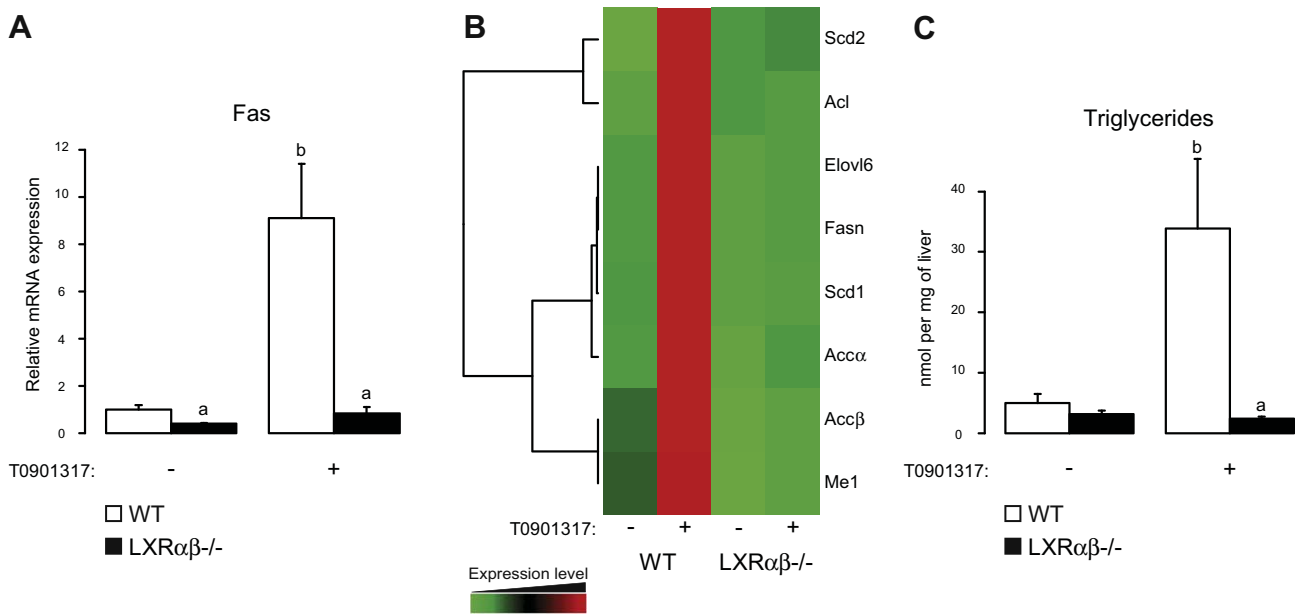 A
Fas
Relative mRNA expression
12
10
8
6
4
2
0
b
a
a
T0901317: - +
WT
LXRαβ-/-
B
Scd2
Acl
Elovl6
Fasn
Scd1
Accα
Accβ
Me1
T0901317: - + - +
WT LXRαβ-/-
Expression level
C
Triglycerides
nmol per mg of liver
40
30
20
10
0
b
a
T0901317: - +
WT
LXRαβ-/-